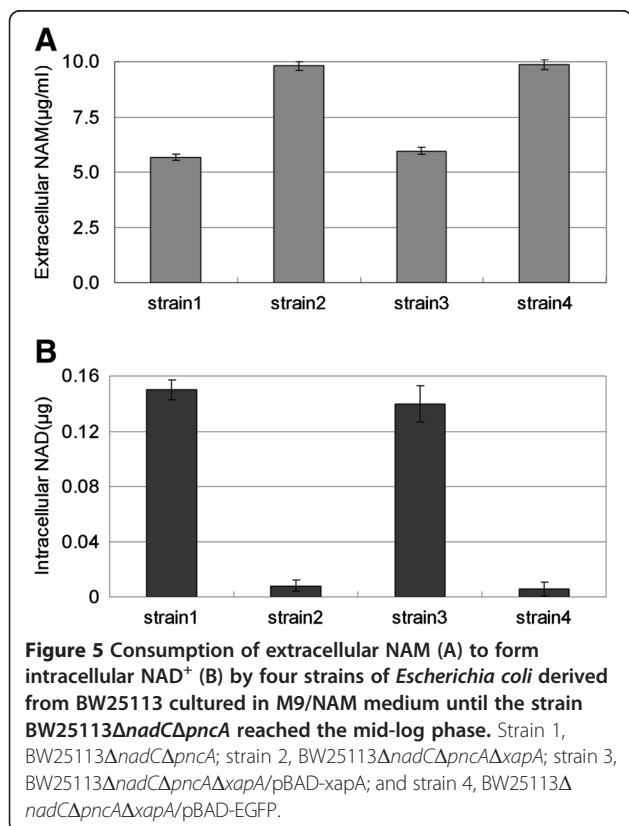 A
Extracellular NAM(μg/ml)
10.0
7.5
5.0
2.5
0.0
strain1 strain2 strain3 strain4
B
Intracellular NAD(μg)
0.16
0.12
0.08
0.04
0
strain1 strain2 strain3 strain4
Figure 5 Consumption of extracellular NAM (A) to form
intracellular NAD⁺ (B) by four strains of Escherichia coli derived
from BW25113 cultured in M9/NAM medium until the strain
BW25113ΔnadCΔpncA reached the mid-log phase. Strain 1,
BW25113ΔnadCΔpncA; strain 2, BW25113ΔnadCΔpncAΔxapA; strain 3,
BW25113ΔnadCΔpncAΔxapA/pBAD-xapA; and strain 4, BW25113Δ
nadCΔpncAΔxapA/pBAD-EGFP.